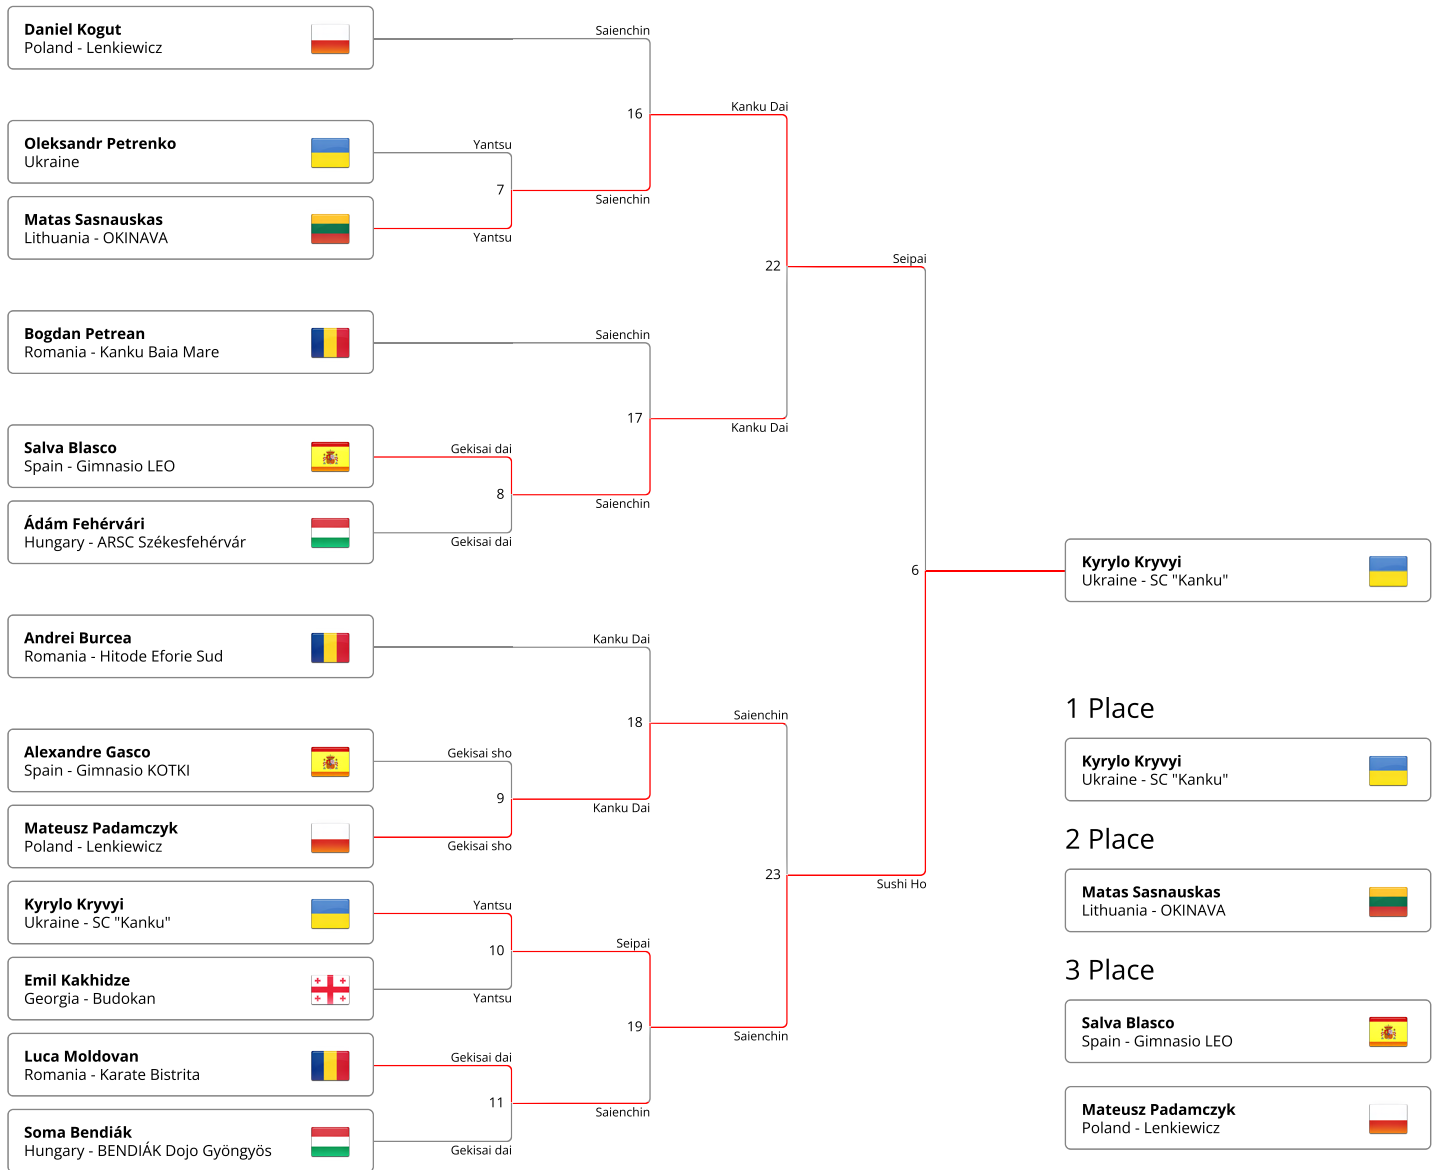 Daniel Kogut
Poland - Lenkiewicz
Saienchin
16
Kanku Dai
Oleksandr Petrenko
Ukraine
Yantsu
7
Saienchin
Matas Sasnauskas
Lithuania - OKINAVA
Yantsu
22
Seipai
Bogdan Petrean
Romania - Kanku Baia Mare
Saienchin
17
Kanku Dai
Salva Blasco
Spain - Gimnasio LEO
Gekisai dai
8
Saienchin
Ádám Fehérvári
Hungary - ARSC Székesfehérvár
Gekisai dai
6
Kyrylo Kryvyi
Ukraine - SC "Kanku"
Andrei Burcea
Romania - Hitode Eforie Sud
Kanku Dai
18
Saienchin
Alexandre Gasco
Spain - Gimnasio KOTKI
Gekisai sho
9
Kanku Dai
Mateusz Padamczyk
Poland - Lenkiewicz
Gekisai sho
23
Sushi Ho
Kyrylo Kryvyi
Ukraine - SC "Kanku"
Yantsu
10
Seipai
Emil Kakhidze
Georgia - Budokan
Yantsu
19
Saienchin
Luca Moldovan
Romania - Karate Bistrita
Gekisai dai
11
Saienchin
Soma Bendiák
Hungary - BENDIÁK Dojo Gyöngyös
Gekisai dai
1 Place
Kyrylo Kryvyi
Ukraine - SC "Kanku"
2 Place
Matas Sasnauskas
Lithuania - OKINAVA
3 Place
Salva Blasco
Spain - Gimnasio LEO
Mateusz Padamczyk
Poland - Lenkiewicz